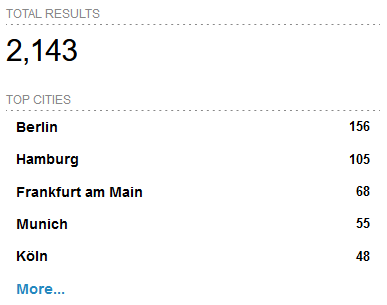 TOTAL RESULTS
2,143
TOP CITIES
Berlin 156
Hamburg 105
Frankfurt am Main 68
Munich 55
Köln 48
More...